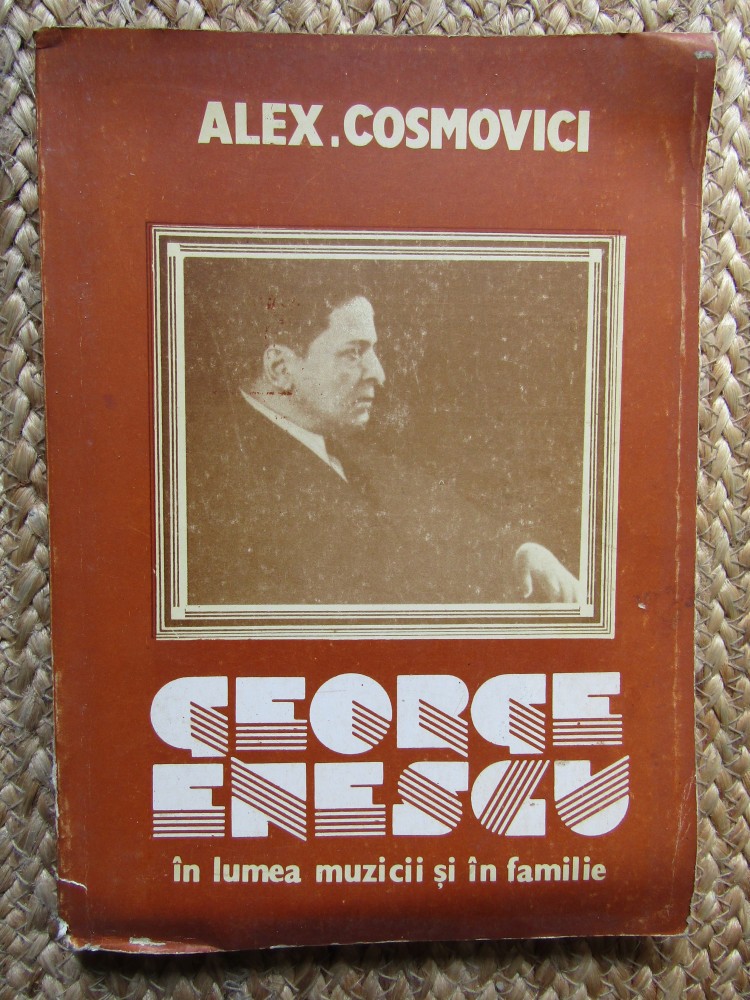 ALEX. COSMOVICI
GEORGE
ENESCU
în lumea muzicii și în familie